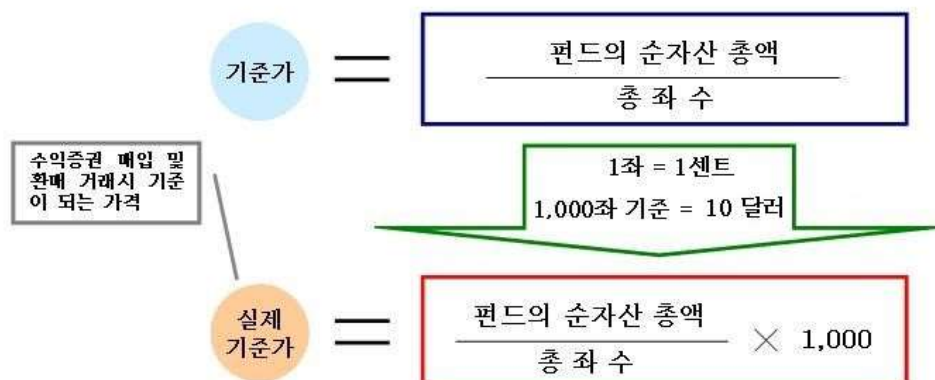 기준가
=
펀드의 순자산 총액
총 좌 수
수익증권 매입 및
환매 거래시 기준
이 되는 가격
1좌 = 1센트
1,000좌 기준 = 10 달러
실제
기준가
=
펀드의 순자산 총액
총 좌 수
× 1,000